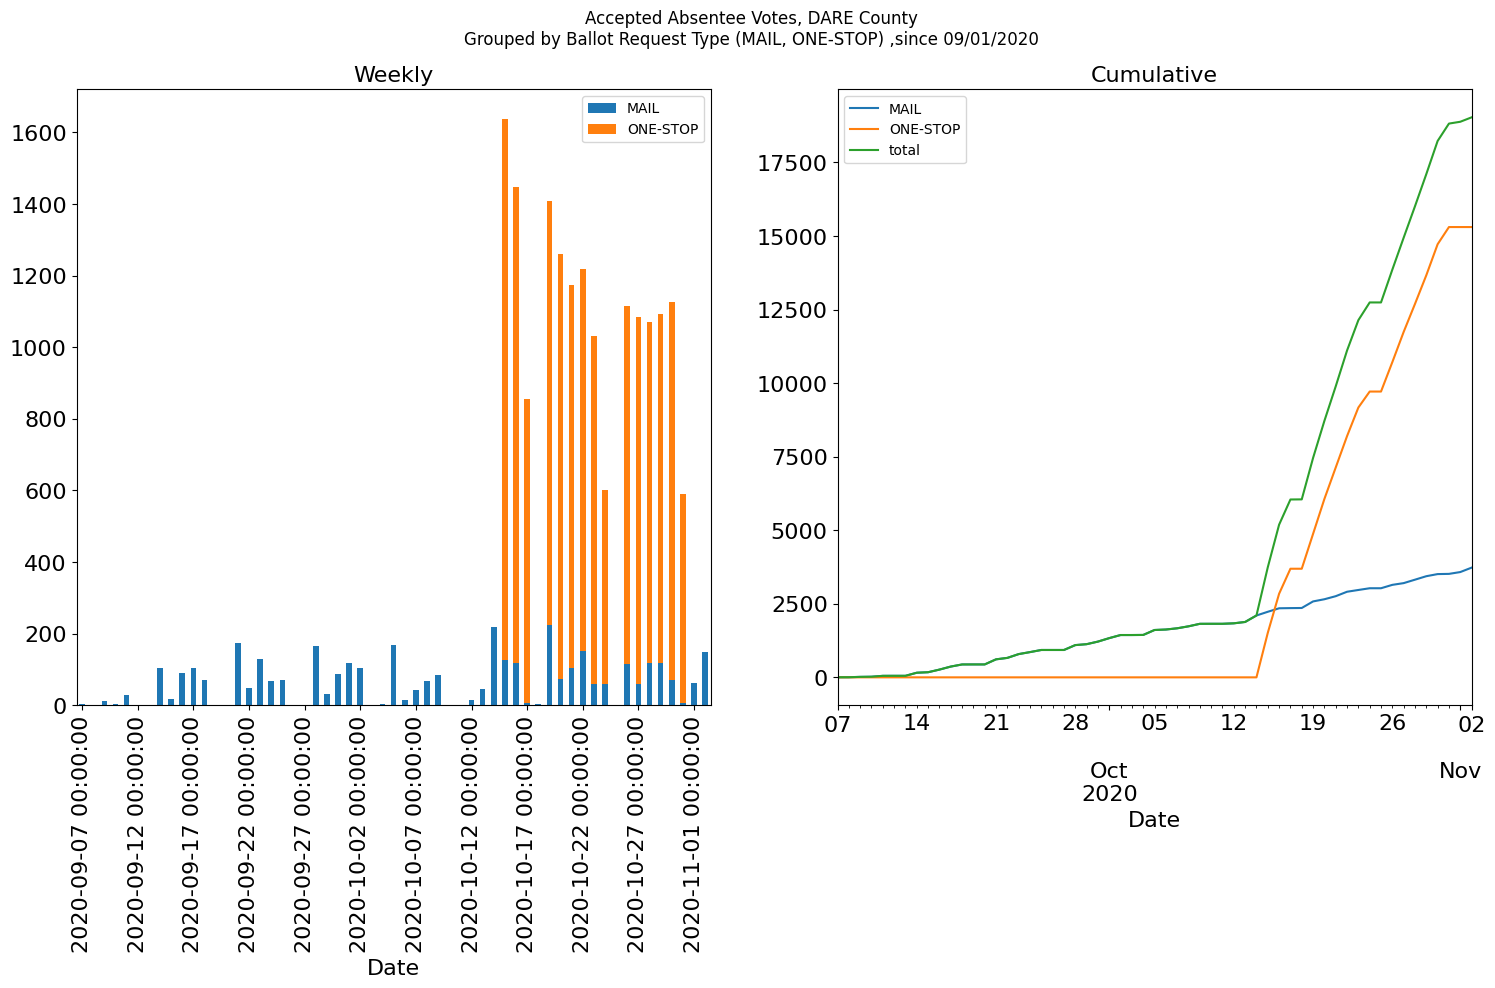 Accepted Absentee Votes, DARE County
Grouped by Ballot Request Type (MAIL, ONE-STOP) ,since 09/01/2020
Weekly
MAIL
ONE-STOP
1600
1400
1200
1000
800
600
400
200
0
2020-09-07 00:00:00
2020-09-12 00:00:00
2020-09-17 00:00:00
2020-09-22 00:00:00
2020-09-27 00:00:00
2020-10-02 00:00:00
2020-10-07 00:00:00
2020-10-12 00:00:00
2020-10-17 00:00:00
2020-10-22 00:00:00
2020-10-27 00:00:00
2020-11-01 00:00:00
Date
Cumulative
MAIL
ONE-STOP
total
17500
15000
12500
10000
7500
5000
2500
0
07 14 21 28 05 12 19 26 02
Oct Nov
2020
Date